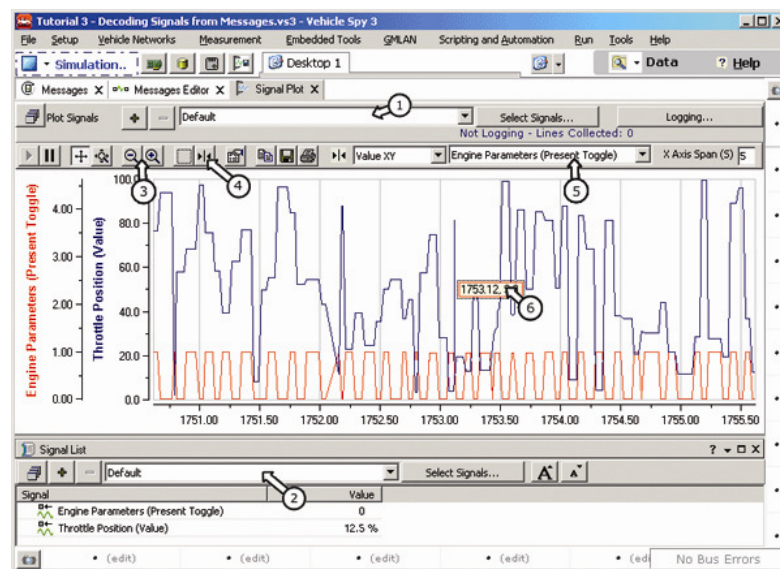 Tutorial 3 - Decoding Signals from Messages.vs3 - Vehicle Spy 3
File Setup Vehicle Networks Measurement Embedded Tools GMLAN Scripting and Automation Run Tools Help
Simulation.. Desktop 1 Data ? Help
Messages X Messages Editor X Signal Plot X
Plot Signals Default 1 Select Signals... Logging...
Not Logging - Lines Collected: 0
Value XY Engine Parameters (Present Toggle) X Axis Span (S) 5
3 4 5
Engine Parameters (Present Toggle)
4.00
3.00
2.00
1.00
0.00
Throttle Position (Value)
100.0
80.0
60.0
40.0
20.0
0.0
1753.12,
6
1751.00 1751.50 1752.00 1752.50 1753.00 1753.50 1754.00 1754.50 1755.00 1755.50
Signal List ? X
Default 2 Select Signals... A A
Signal Value
Engine Parameters (Present Toggle) 0
Throttle Position (Value) 12.5 %
(edit) (edit) (edit) (edit) (edi No Bus Errors